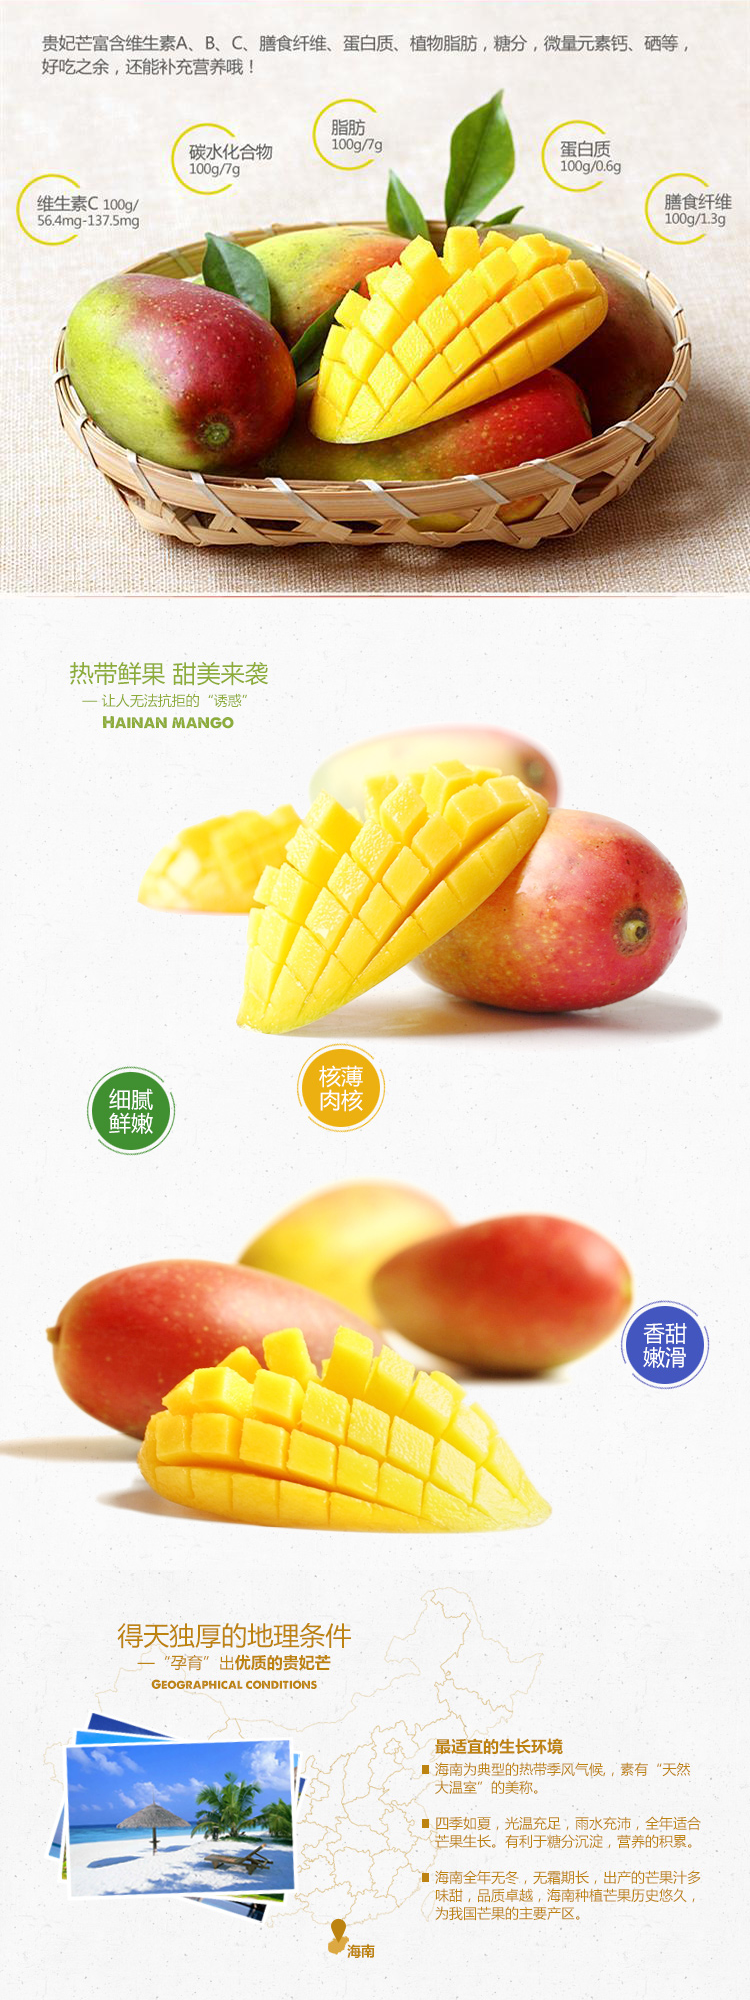 贵妃芒富含维生素A、B、C、膳食纤维、蛋白质、植物脂肪，糖分，微量元素钙、硒等，
好吃之余，还能补充营养哦！
脂肪
100g/7g
碳水化合物
100g/7g
蛋白质
100g/0.6g
维生素C 100g/
56.4mg-137.5mg
膳食纤维
100g/1.3g
热带鲜果 甜美来袭
— 让人无法抗拒的“诱惑”
HAINAN MANGO
核薄
肉核
细腻
鲜嫩
香甜
嫩滑
得天独厚的地理条件
—“孕育”出优质的贵妃芒
GEOGRAPHICAL CONDITIONS
最适宜的生长环境
海南为典型的热带季风气候,，素有“天然
大温室”的美称。
四季如夏，光温充足，雨水充沛，全年适合
芒果生长。有利于糖分沉淀，营养的积累。
海南全年无冬，无霜期长，出产的芒果汁多
味甜，品质卓越，海南种植芒果历史悠久，
为我国芒果的主要产区。
海南